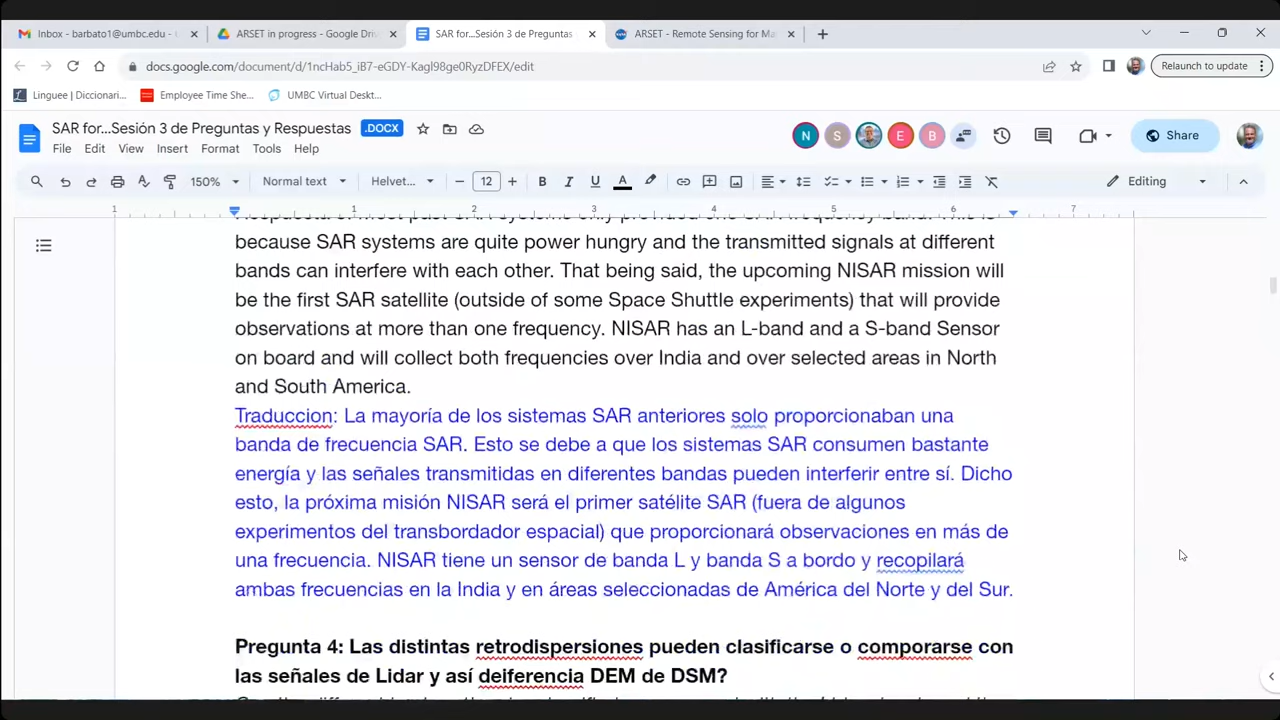 Inbox - barbato1@umbc.edu -
ARSET in progress - Google Driv
SAR for...Sesión 3 de Preguntas
ARSET - Remote Sensing for Ma
docs.google.com/document/d/1ncHab5_iB7-eGDY-Kagl98ge0RyzDFEX/edit
Relaunch to update
Linguee | Diccionari...
Employee Time She...
UMBC Virtual Deskt...
SAR for...Sesión 3 de Preguntas y Respuestas .DOCX
File Edit View Insert Format Tools Help
N S E B
Share
150% Normal text Helvet... 12 B I U A Editing
1 1 2 3 4 5 6 7
because SAR systems are quite power hungry and the transmitted signals at different
bands can interfere with each other. That being said, the upcoming NISAR mission will
be the first SAR satellite (outside of some Space Shuttle experiments) that will provide
observations at more than one frequency. NISAR has an L-band and a S-band Sensor
on board and will collect both frequencies over India and over selected areas in North
and South America.
Traduccion: La mayoría de los sistemas SAR anteriores solo proporcionaban una
banda de frecuencia SAR. Esto se debe a que los sistemas SAR consumen bastante
energía y las señales transmitidas en diferentes bandas pueden interferir entre sí. Dicho
esto, la próxima misión NISAR será el primer satélite SAR (fuera de algunos
experimentos del transbordador espacial) que proporcionará observaciones en más de
una frecuencia. NISAR tiene un sensor de banda L y banda S a bordo y recopilará
ambas frecuencias en la India y en áreas seleccionadas de América del Norte y del Sur.
Pregunta 4: Las distintas retrodispersiones pueden clasificarse o comporarse con
las señales de Lidar y así deiferencia DEM de DSM?